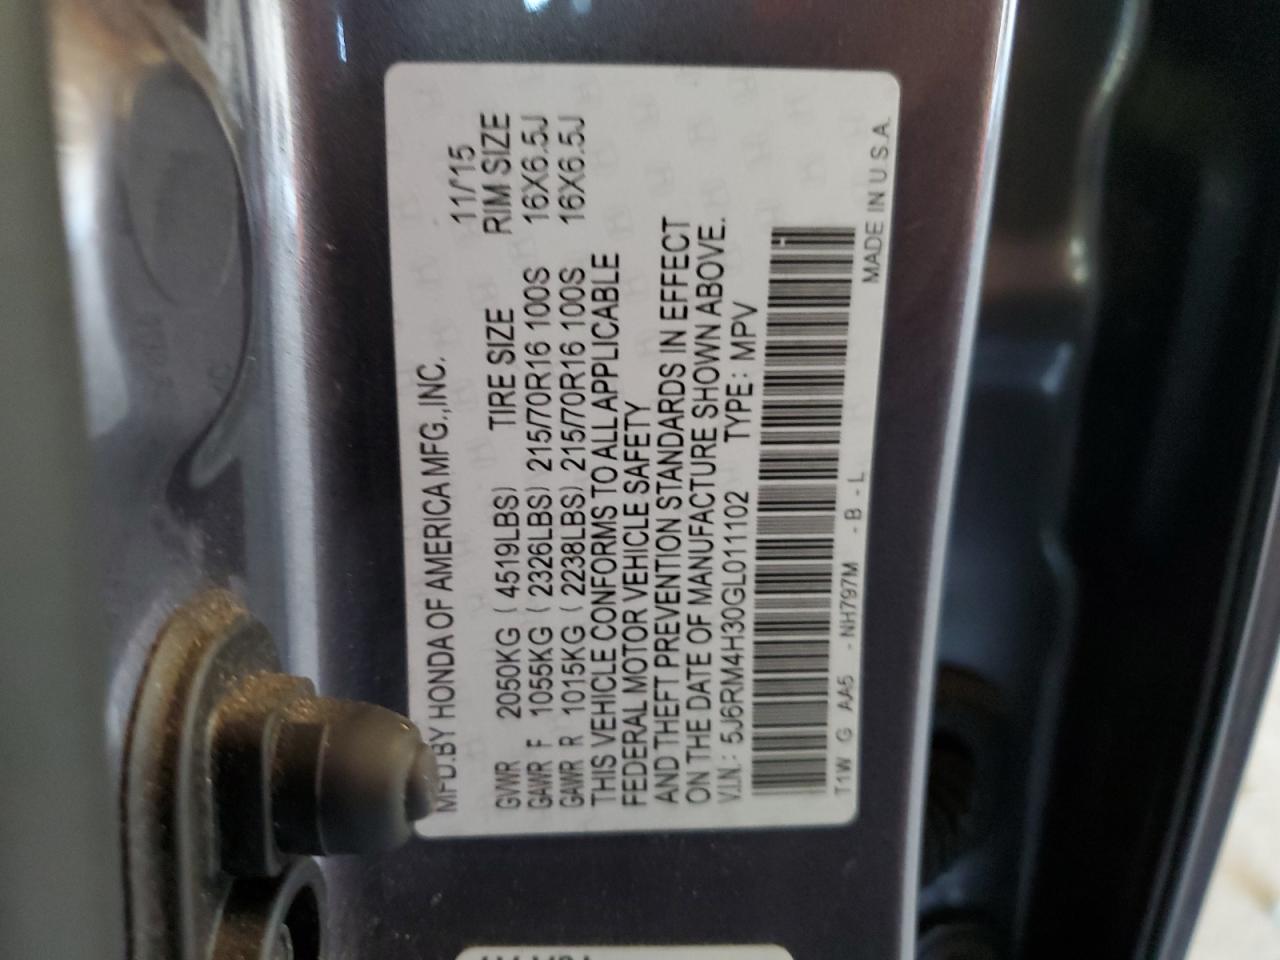 MFD.BY HONDA OF AMERICA MFG.,INC. 11/'15
GVWR 2050KG (4519LBS) TIRE SIZE RIM SIZE
GAWR F 1055KG (2326LBS) 215/70R16 100S 16X6.5J
GAWR R 1015KG (2238LBS) 215/70R16 100S 16X6.5J
THIS VEHICLE CONFORMS TO ALL APPLICABLE
FEDERAL MOTOR VEHICLE SAFETY
AND THEFT PREVENTION STANDARDS IN EFFECT
ON THE DATE OF MANUFACTURE SHOWN ABOVE.
V.I.N.: 5J6RM4H30GL011102 TYPE: MPV
T1W G AA5 - NH797M - B - L MADE IN U.S.A.